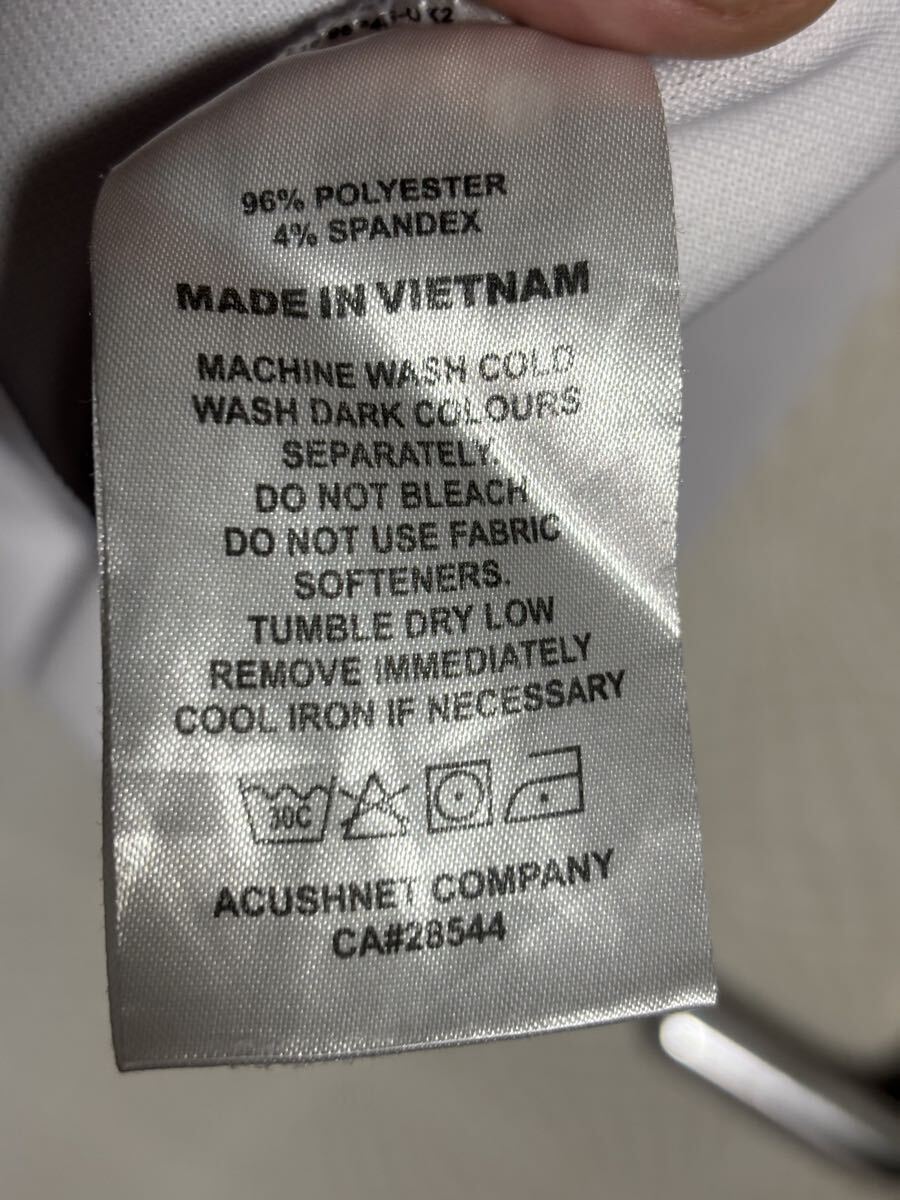 96% POLYESTER
4% SPANDEX
MADE IN VIETNAM
MACHINE WASH COLD
WASH DARK COLOURS
SEPARATELY.
DO NOT BLEACH
DO NOT USE FABRIC
SOFTENERS.
TUMBLE DRY LOW
REMOVE IMMEDIATELY
COOL IRON IF NECESSARY
30C
ACUSHNET COMPANY
CA#28544